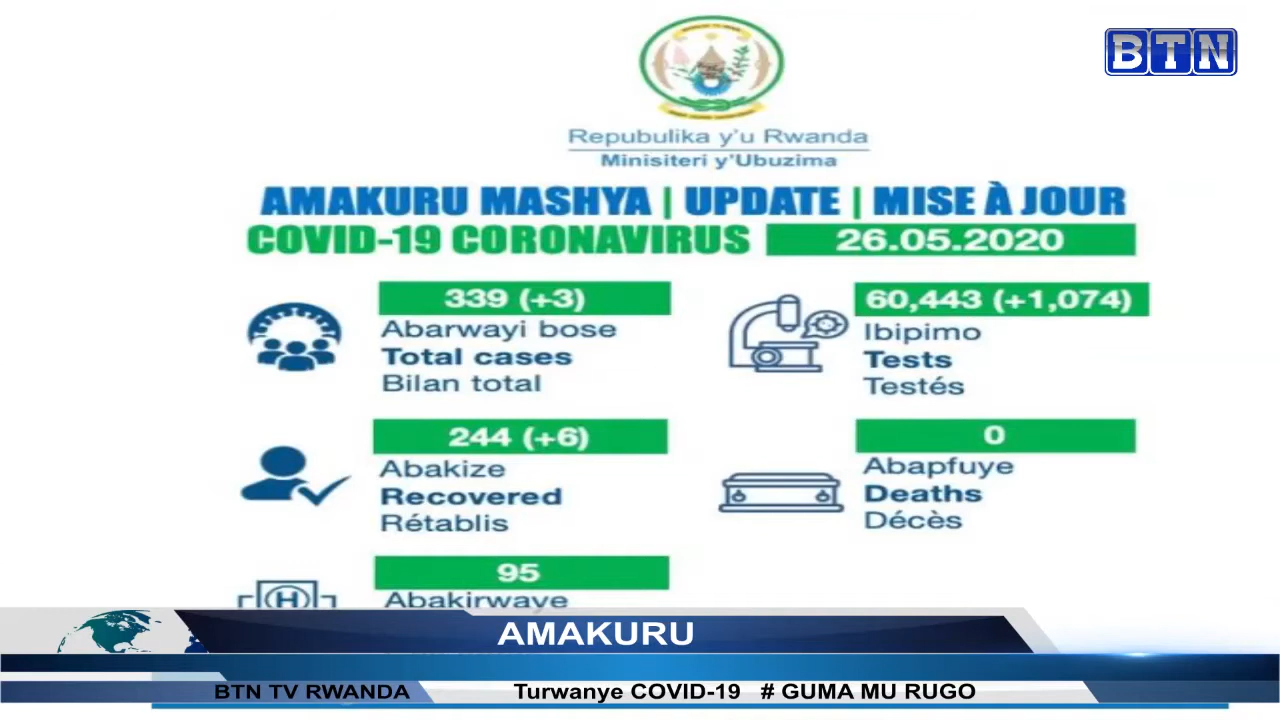 BTN
Repubulika y'u Rwanda
Minisiteri y'Ubuzima
AMAKURU MASHYA | UPDATE | MISE À JOUR
COVID-19 CORONAVIRUS 26.05.2020
339 (+3)
Abarwayi bose
Total cases
Bilan total
60,443 (+1,074)
Ibipimo
Tests
Testés
244 (+6)
Abakize
Recovered
Rétablis
0
Abapfuye
Deaths
Décès
95
H
Abakirwaye
AMAKURU
BTN TV RWANDA Turwanye COVID-19 # GUMA MU RUGO